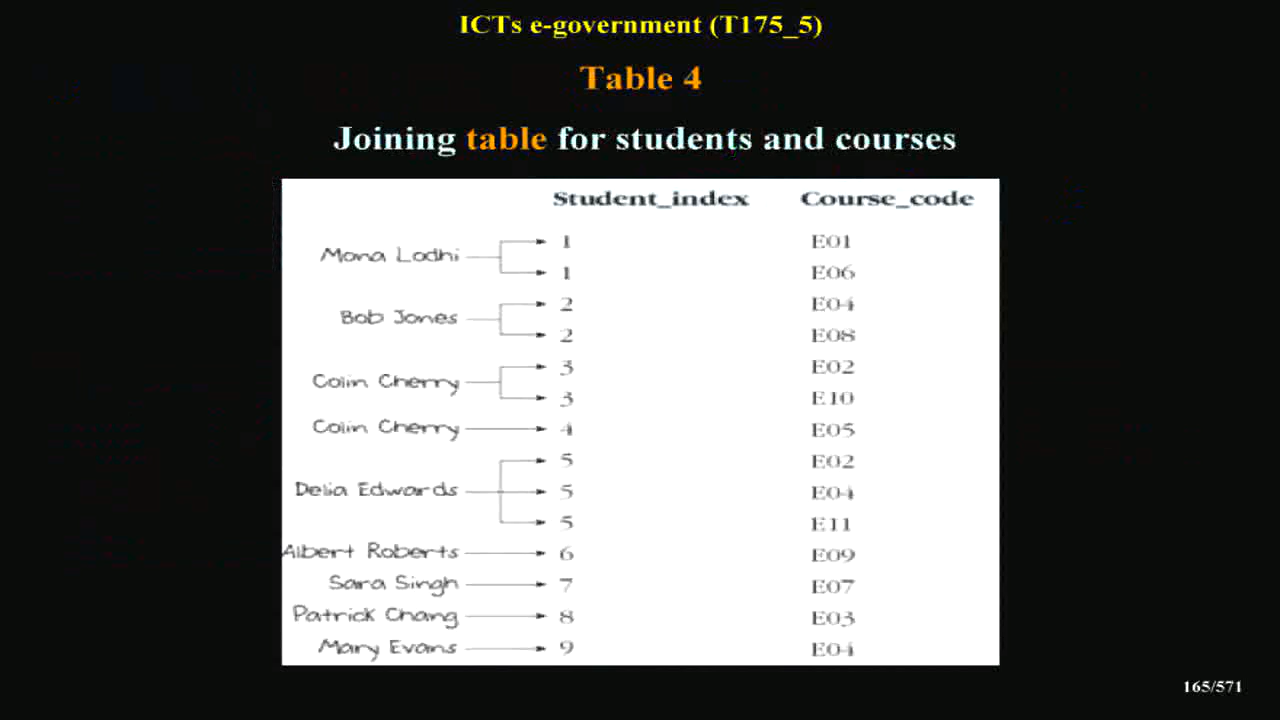 ICTs e-government (T175_5)
Table 4
Joining table for students and courses
Student_index Course_code
Mona Lodhi 1 E01
1 E06
Bob Jones 2 E04
2 E08
Colin Cherry 3 E02
3 E10
Colin Cherry 4 E05
5 E02
Delia Edwards 5 E04
5 E11
Albert Roberts 6 E09
Sara Singh 7 E07
Patrick Chang 8 E03
Mary Evans 9 E04
165/571